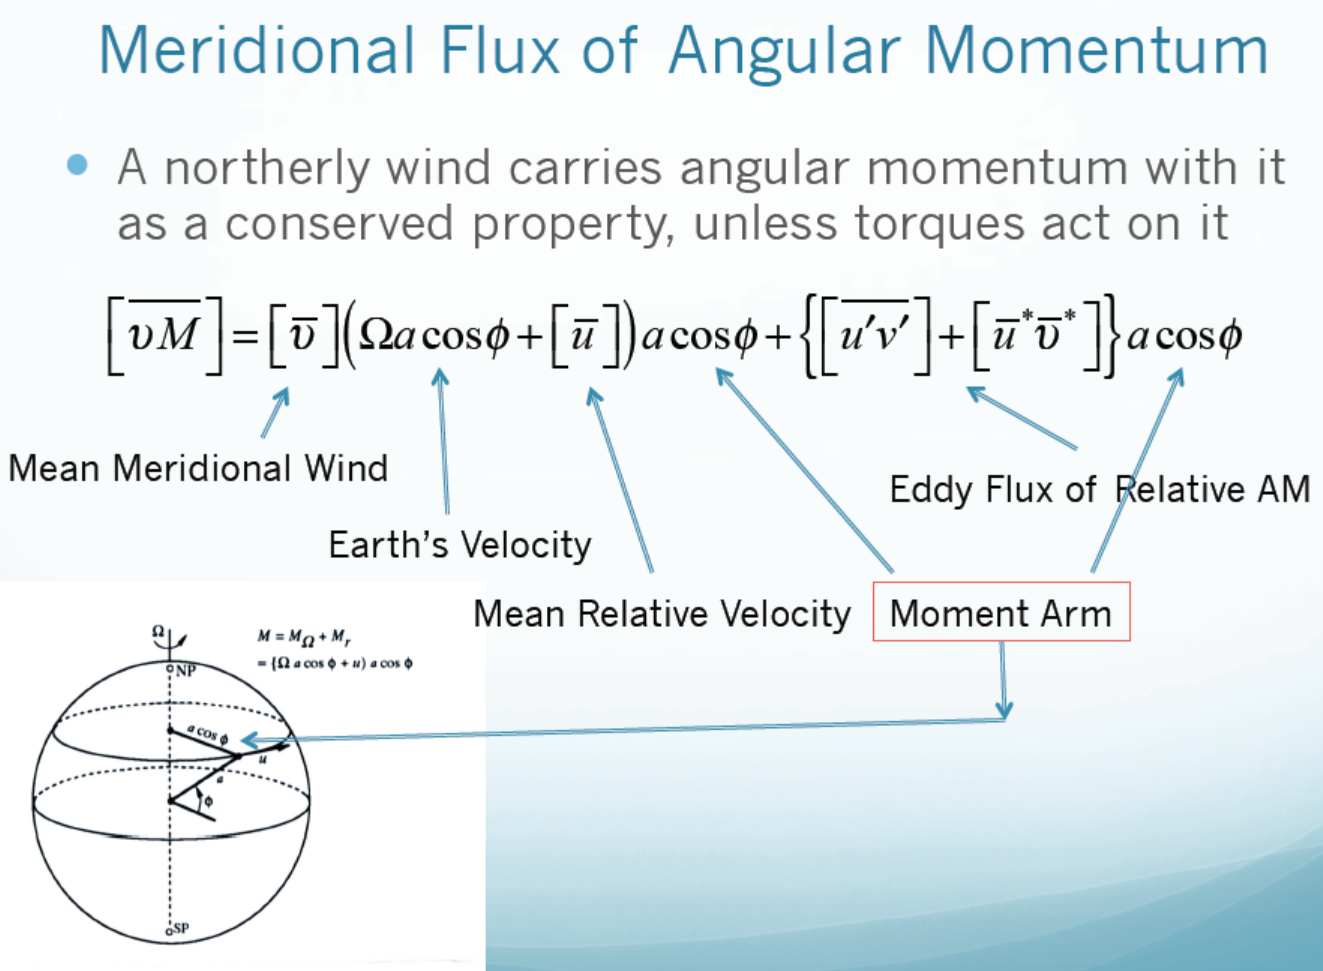 Meridional Flux of Angular Momentum
• A northerly wind carries angular momentum with it
as a conserved property, unless torques act on it
[\overline{υM}] = [\overline{υ}](Ωa cosϕ + [\overline{u}]) a cosϕ + {[\overline{u′v′}] + [\overline{u}^*\overline{υ}^*]} a cosϕ
Mean Meridional Wind
Eddy Flux of Relative AM
Earth's Velocity
Mean Relative Velocity
Moment Arm
Ω
M = M_Ω + M_r
= {Ω a cos ϕ + u) a cos ϕ
NP
a cos ϕ
u
a
ϕ
SP